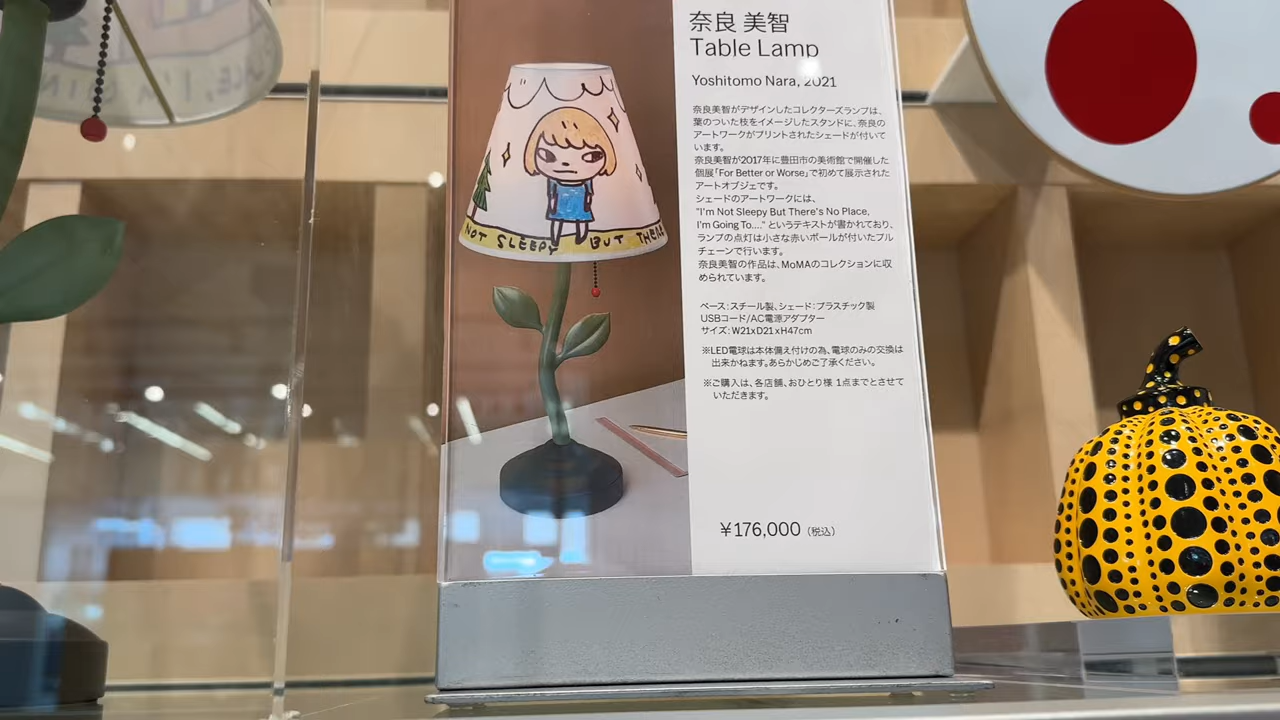 奈良 美智
Table Lamp
Yoshitomo Nara, 2021
奈良美智がデザインしたコレクターズランプは、
葉のついた枝をイメージしたスタンドに、奈良の
アートワークがプリントされたシェードが付いて
います。
奈良美智が2017年に豊田市の美術館で開催した
個展「For Better or Worse」で初めて展示された
アートオブジェです。
シェードのアートワークには、
"I'm Not Sleepy But There's No Place,
I'm Going To...." というテキストが書かれており、
ランプの点灯は小さな赤いボールが付いたプル
チェーンで行います。
奈良美智の作品は、MoMAのコレクションに収
められています。
ベース:スチール製、シェード:プラスチック製
USBコード/AC電源アダプター
サイズ:W21xD21xH47cm
※LED電球は本体備え付けの為、電球のみの交換は
出来かねます。あらかじめご了承ください。
※ご購入は、各店舗、おひとり様 1点までとさせて
いただきます。
¥176,000（税込）
NOT SLEEPY BUT THERE
I'M